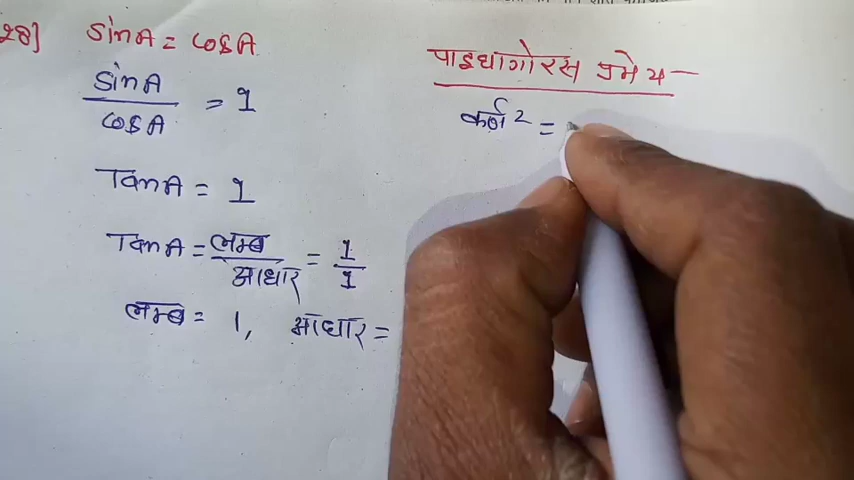 28] SinA = CosA
SinA
CosA = 1
TanA = 1
TanA = लम्ब / आधार = 1 / 1
लम्ब = 1, आधार =
पाइथागोरस प्रमेय —
कर्ण² =